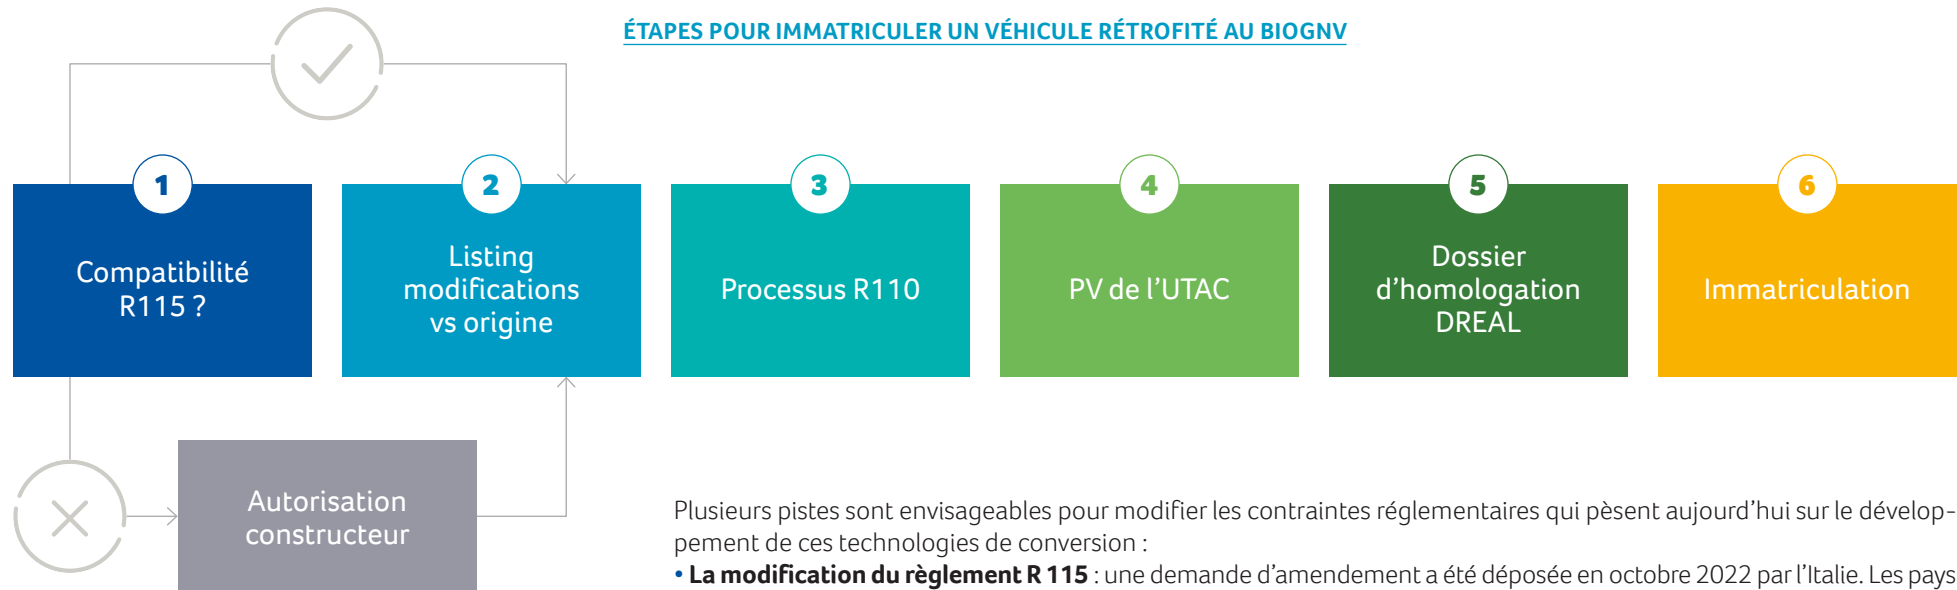 ÉTAPES POUR IMMATRICULER UN VÉHICULE RÉTROFITÉ AU BIOGNV
1
Compatibilité
R115 ?
2
Listing
modifications
vs origine
3
Processus R110
4
PV de l’UTAC
5
Dossier
d’homologation
DREAL
6
Immatriculation
Autorisation
constructeur
Plusieurs pistes sont envisageables pour modifier les contraintes réglementaires qui pèsent aujourd’hui sur le dévelop-
pement de ces technologies de conversion :
• La modification du règlement R 115 : une demande d’amendement a été déposée en octobre 2022 par l’Italie. Les pays